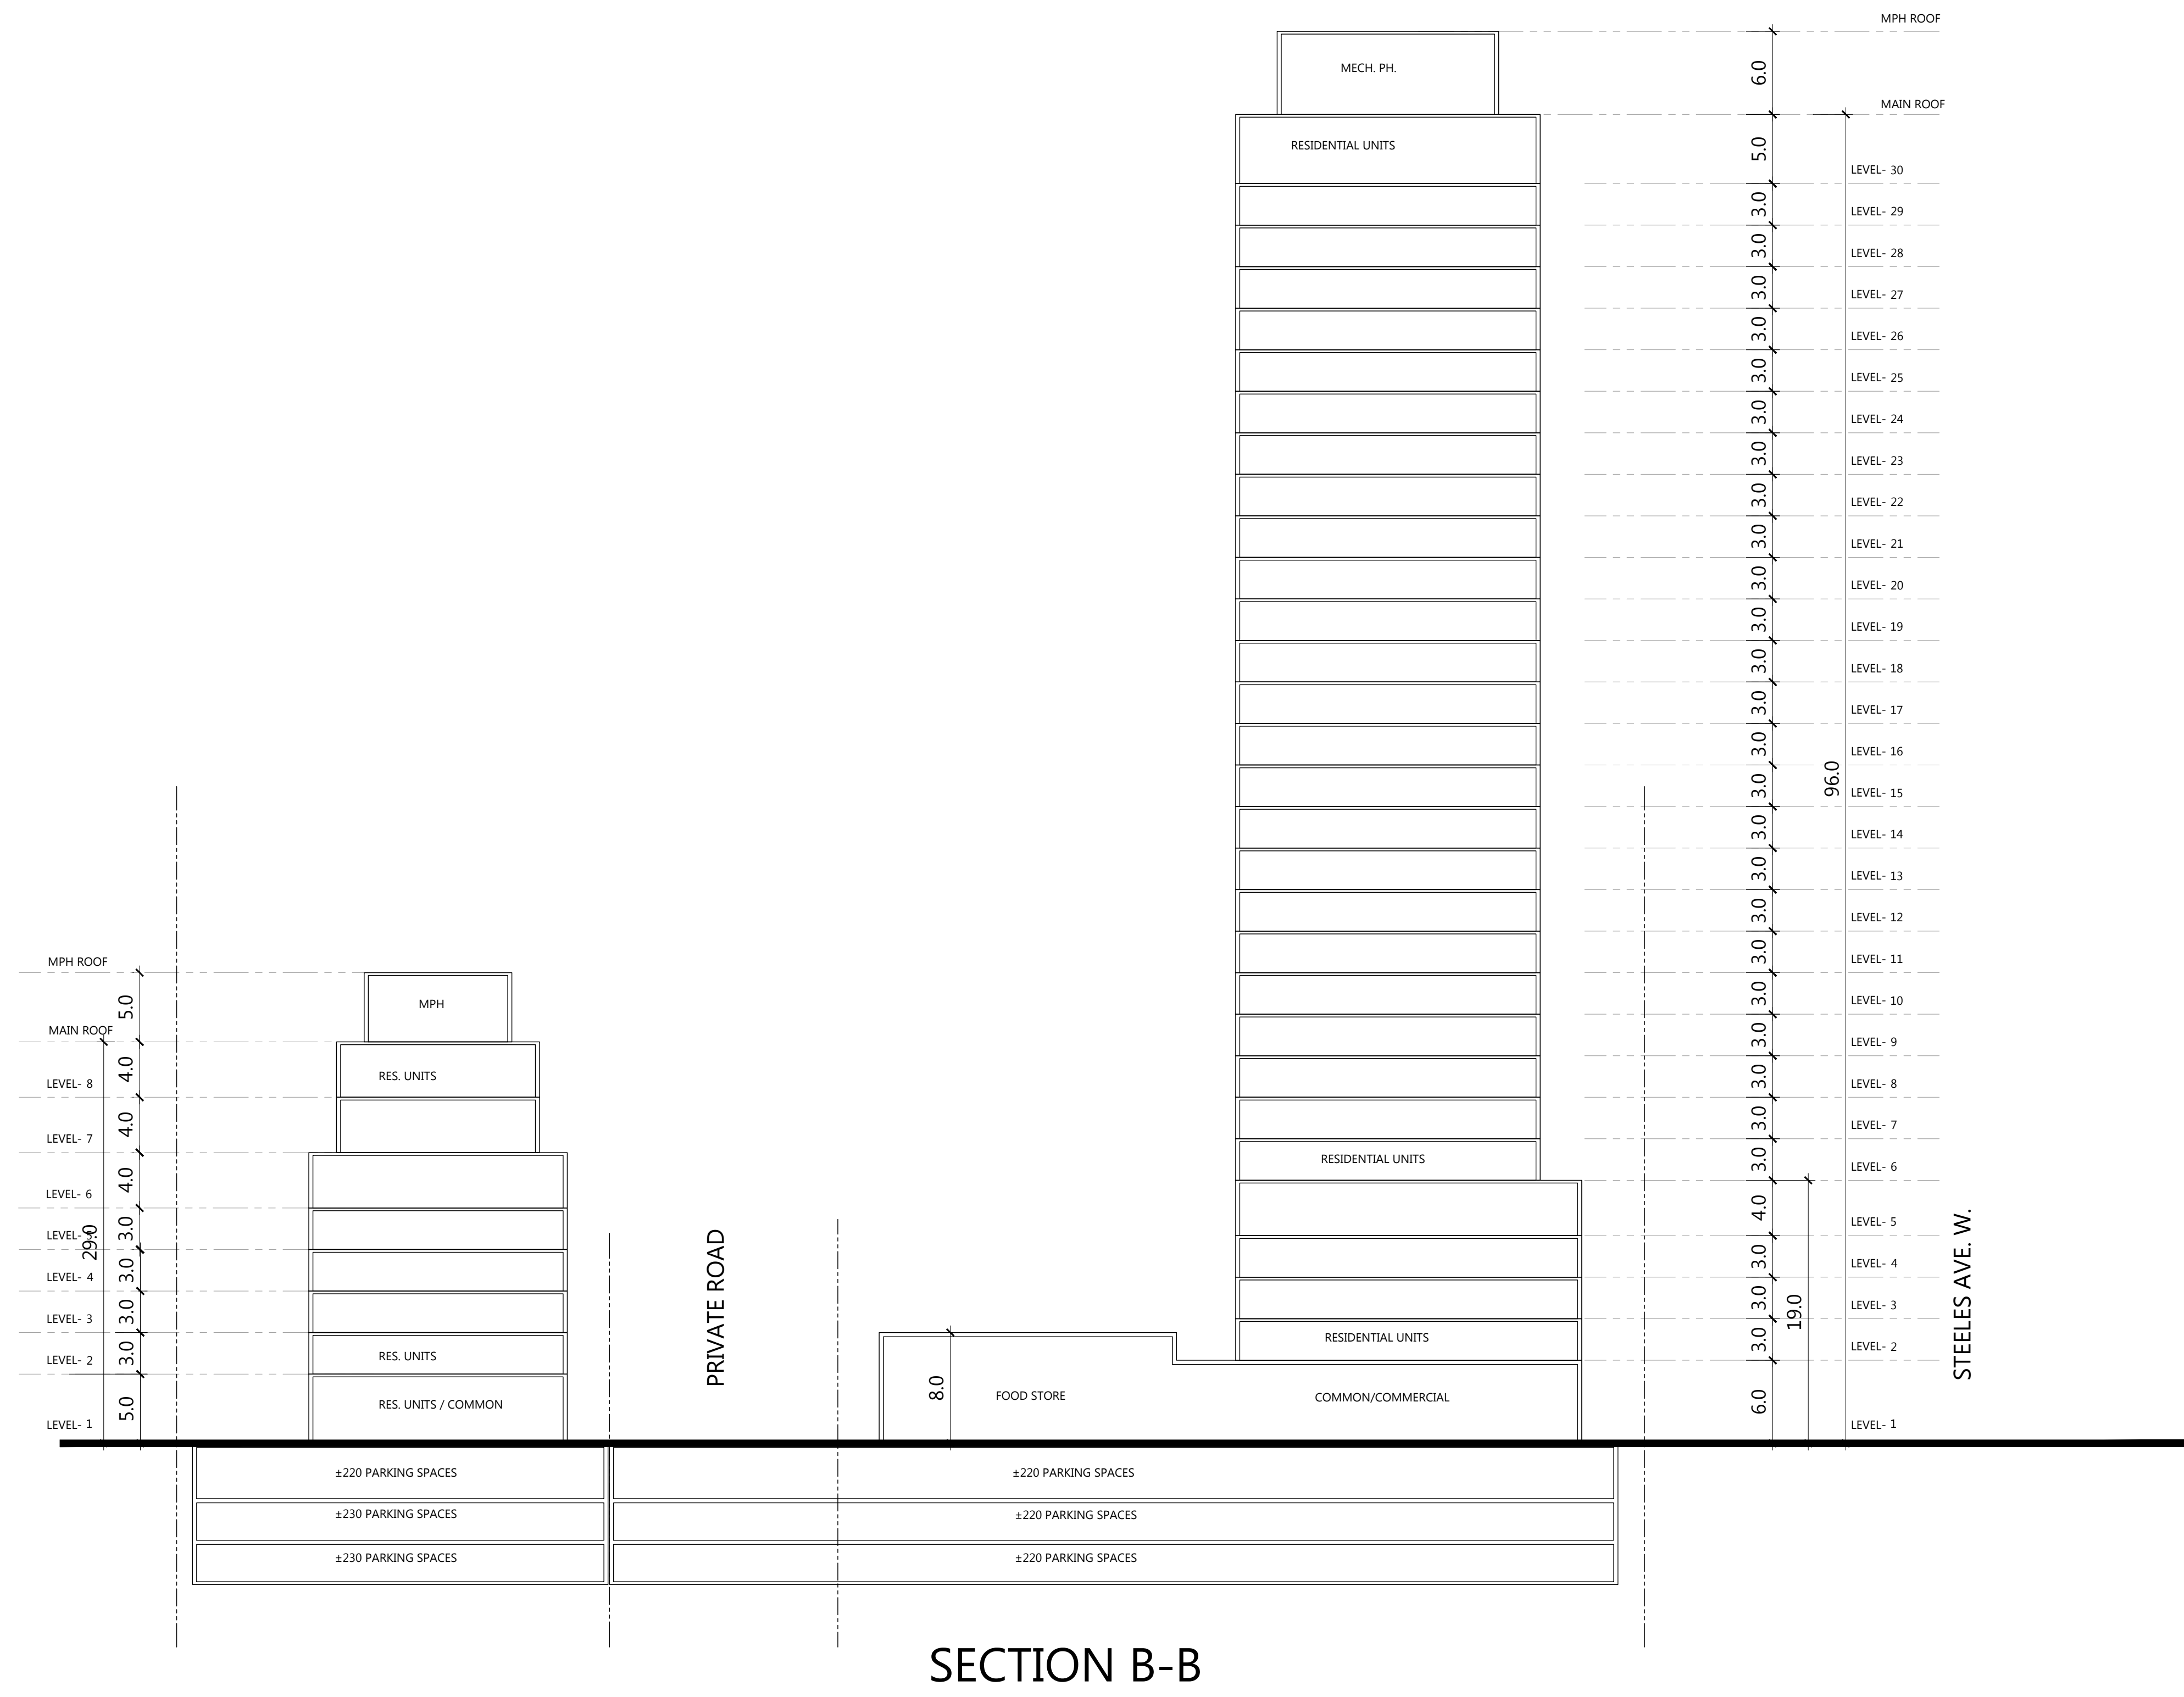 MPH ROOF
6.0
MECH. PH.
MAIN ROOF
5.0
RESIDENTIAL UNITS
LEVEL- 30
3.0
LEVEL- 29
3.0
LEVEL- 28
3.0
LEVEL- 27
3.0
LEVEL- 26
3.0
LEVEL- 25
3.0
LEVEL- 24
3.0
LEVEL- 23
3.0
LEVEL- 22
3.0
LEVEL- 21
3.0
LEVEL- 20
3.0
LEVEL- 19
3.0
LEVEL- 18
3.0
LEVEL- 17
3.0
LEVEL- 16
96.0
3.0
LEVEL- 15
3.0
LEVEL- 14
3.0
LEVEL- 13
3.0
LEVEL- 12
3.0
LEVEL- 11
3.0
LEVEL- 10
3.0
LEVEL- 9
3.0
LEVEL- 8
3.0
LEVEL- 7
RESIDENTIAL UNITS
3.0
LEVEL- 6
4.0
LEVEL- 5
3.0
LEVEL- 4
3.0
LEVEL- 3
19.0
RESIDENTIAL UNITS
3.0
LEVEL- 2
6.0
LEVEL- 1
STEELES AVE. W.
MPH ROOF
5.0
MPH
MAIN ROOF
4.0
RES. UNITS
LEVEL- 8
4.0
LEVEL- 7
4.0
LEVEL- 6
3.0
LEVEL-
29.0
3.0
LEVEL- 4
3.0
LEVEL- 3
3.0
RES. UNITS
LEVEL- 2
5.0
RES. UNITS / COMMON
LEVEL- 1
PRIVATE ROAD
8.0
FOOD STORE
COMMON/COMMERCIAL
±220 PARKING SPACES
±220 PARKING SPACES
±230 PARKING SPACES
±220 PARKING SPACES
±230 PARKING SPACES
±220 PARKING SPACES
SECTION B-B